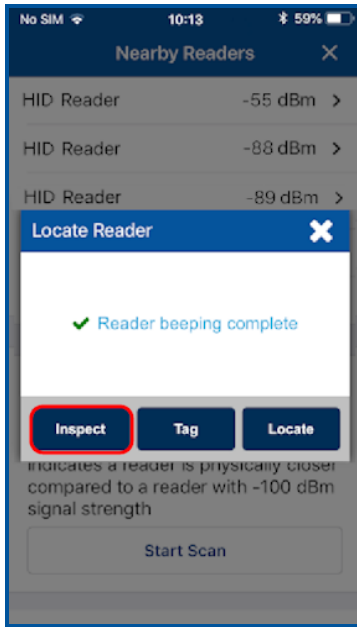 No SIM 10:13 59%
Nearby Readers ×
HID Reader -55 dBm >
HID Reader -88 dBm >
HID Reader -89 dBm >
Locate Reader
Reader beeping complete
Inspect Tag Locate
indicates a reader is physically closer
compared to a reader with -100 dBm
signal strength
Start Scan